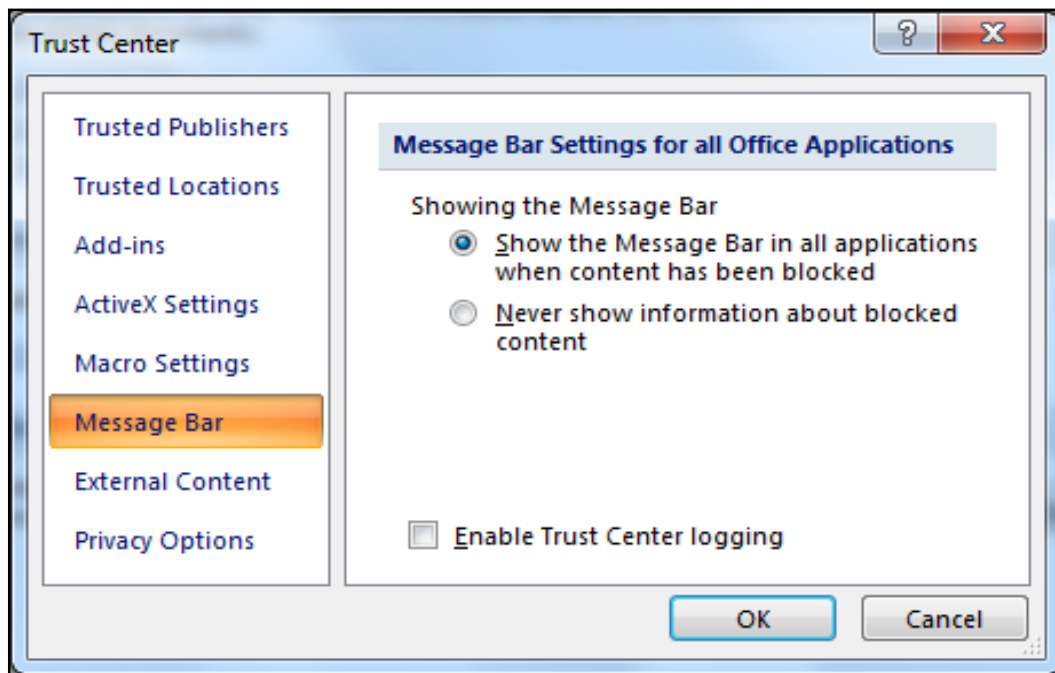 Trust Center
?
X
Trusted Publishers
Trusted Locations
Add-ins
ActiveX Settings
Macro Settings
Message Bar
External Content
Privacy Options
Message Bar Settings for all Office Applications
Showing the Message Bar
Show the Message Bar in all applications
when content has been blocked
Never show information about blocked
content
Enable Trust Center logging
OK
Cancel